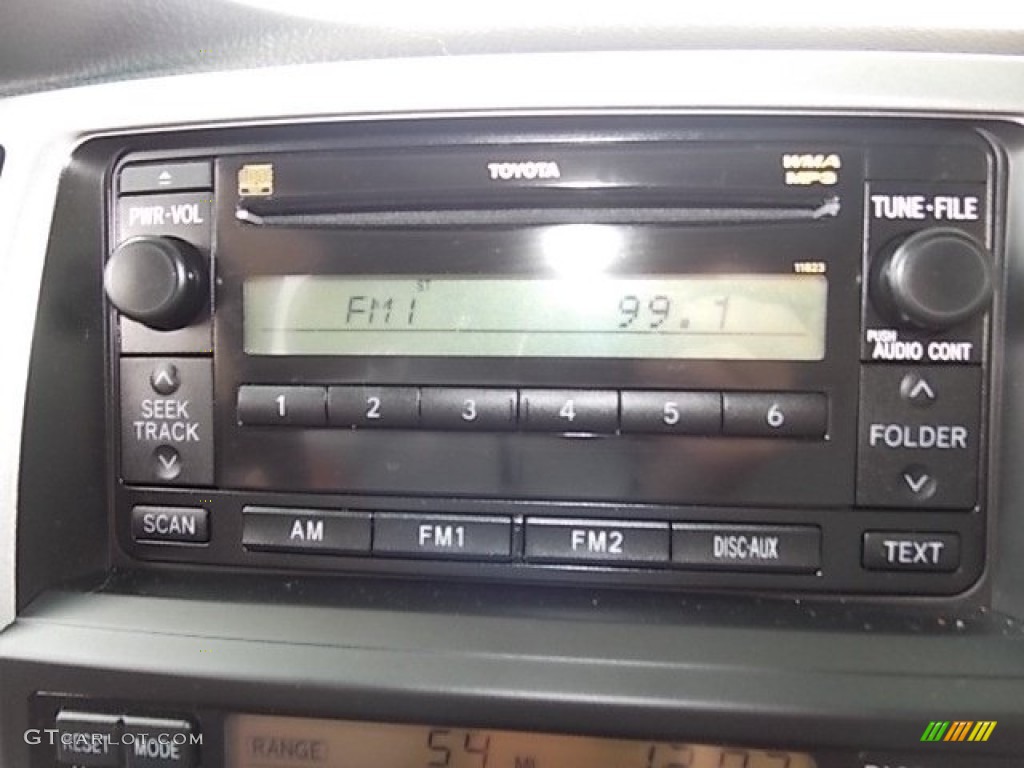 TOYOTA WMA
MP3
PWR·VOL TUNE·FILE
11823
ST
FM1 99.1
PUSH
AUDIO CONT
SEEK
TRACK
1 2 3 4 5 6
FOLDER
SCAN AM FM1 FM2 DISC·AUX TEXT
RESET MODE RANGE 54 MI
GTCARLOT.COM